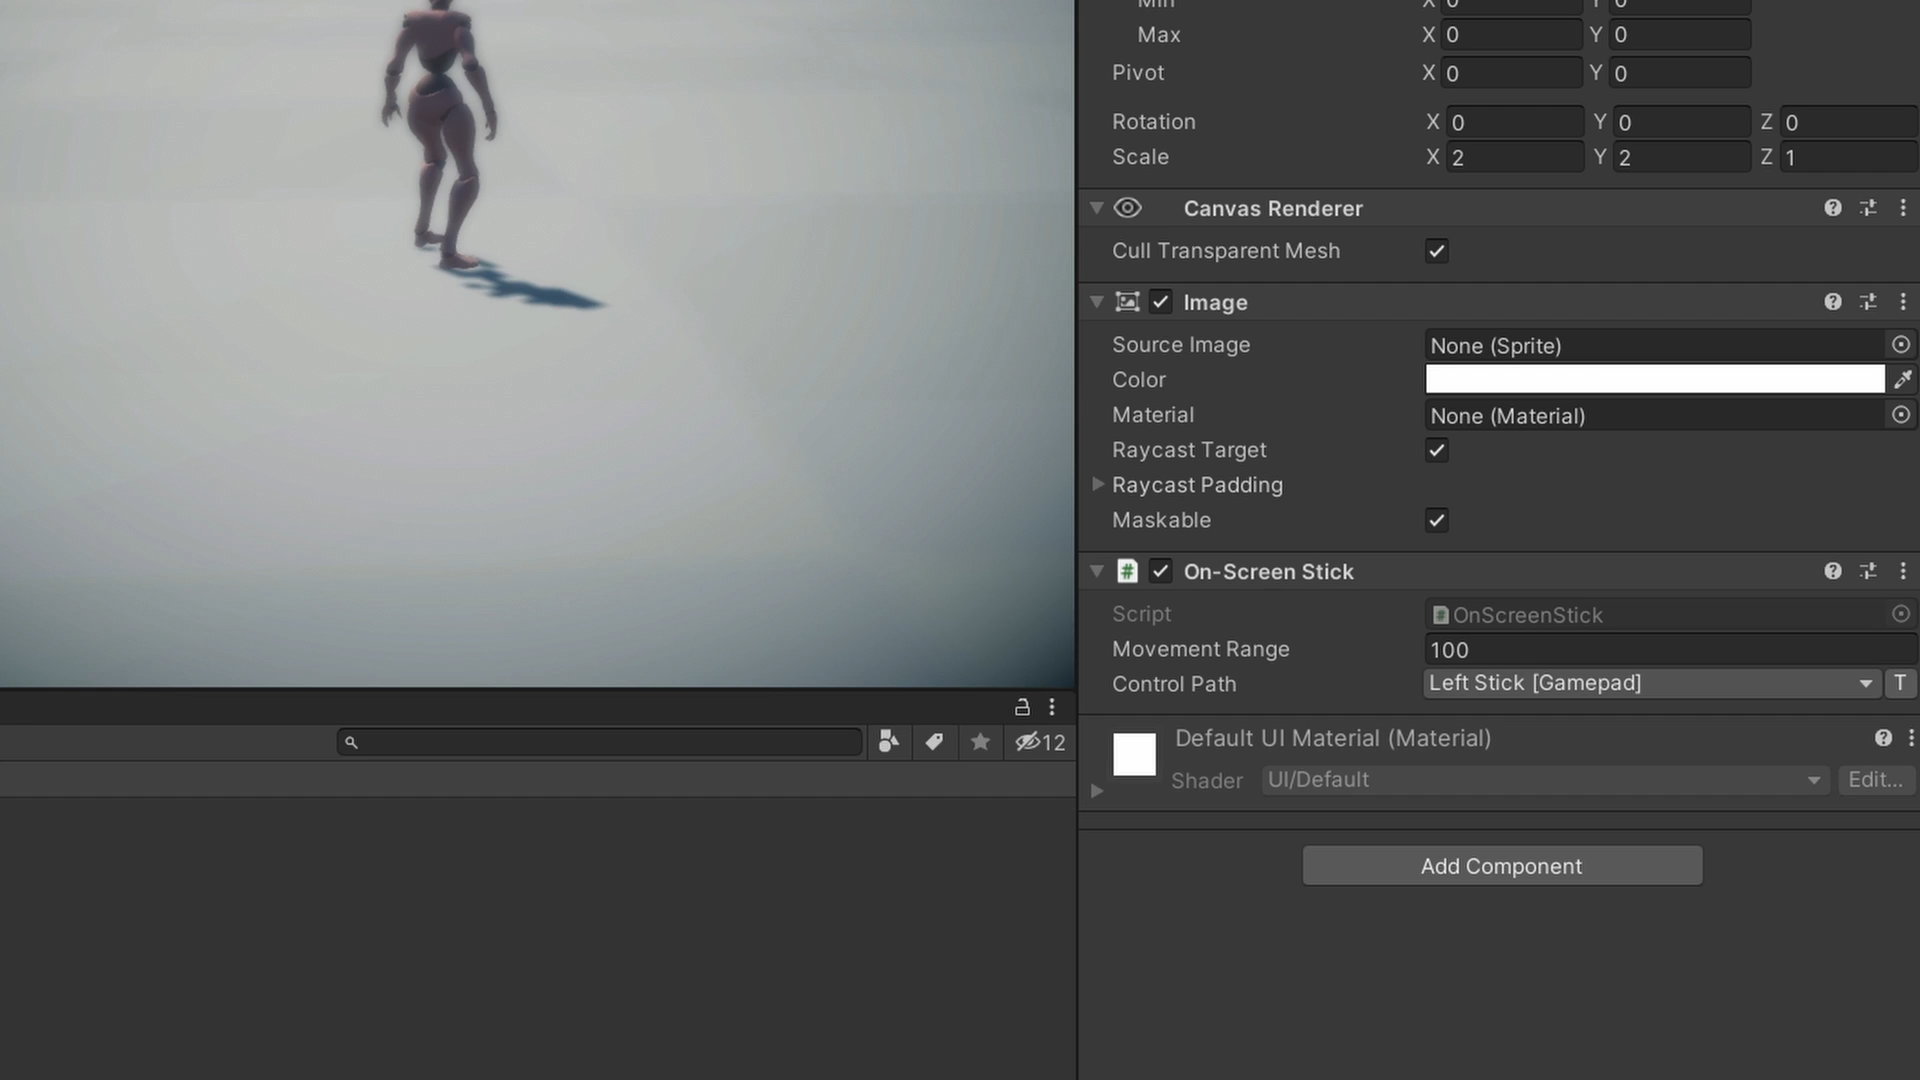 Min X 0 Y 0
Max X 0 Y 0
Pivot X 0 Y 0
Rotation X 0 Y 0 Z 0
Scale X 2 Y 2 Z 1
Canvas Renderer
Cull Transparent Mesh
Image
Source Image None (Sprite)
Color
Material None (Material)
Raycast Target
Raycast Padding
Maskable
On-Screen Stick
Script OnScreenStick
Movement Range 100
Control Path Left Stick [Gamepad] T
12
Default UI Material (Material)
Shader UI/Default Edit...
Add Component